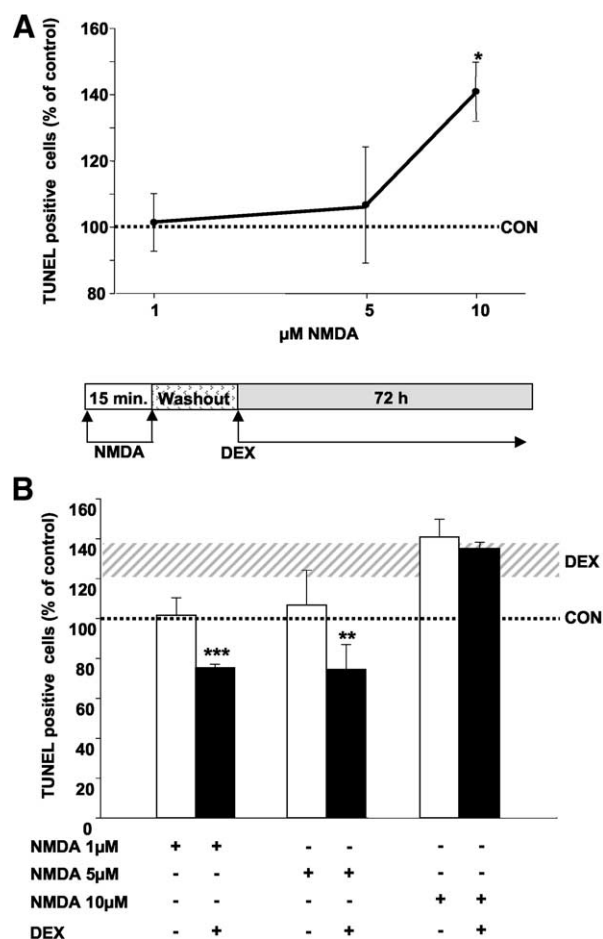 A
TUNEL positive cells (% of control)
160
140
120
100
80
*
CON
1 5 10
µM NMDA
15 min. Washout 72 h
NMDA DEX
B
TUNEL positive cells (% of control)
160
140
120
100
80
60
40
20
0
DEX
CON
*** **
NMDA 1µM + + - - - -
NMDA 5µM - - + + - -
NMDA 10µM - - - - + +
DEX - + - + - +